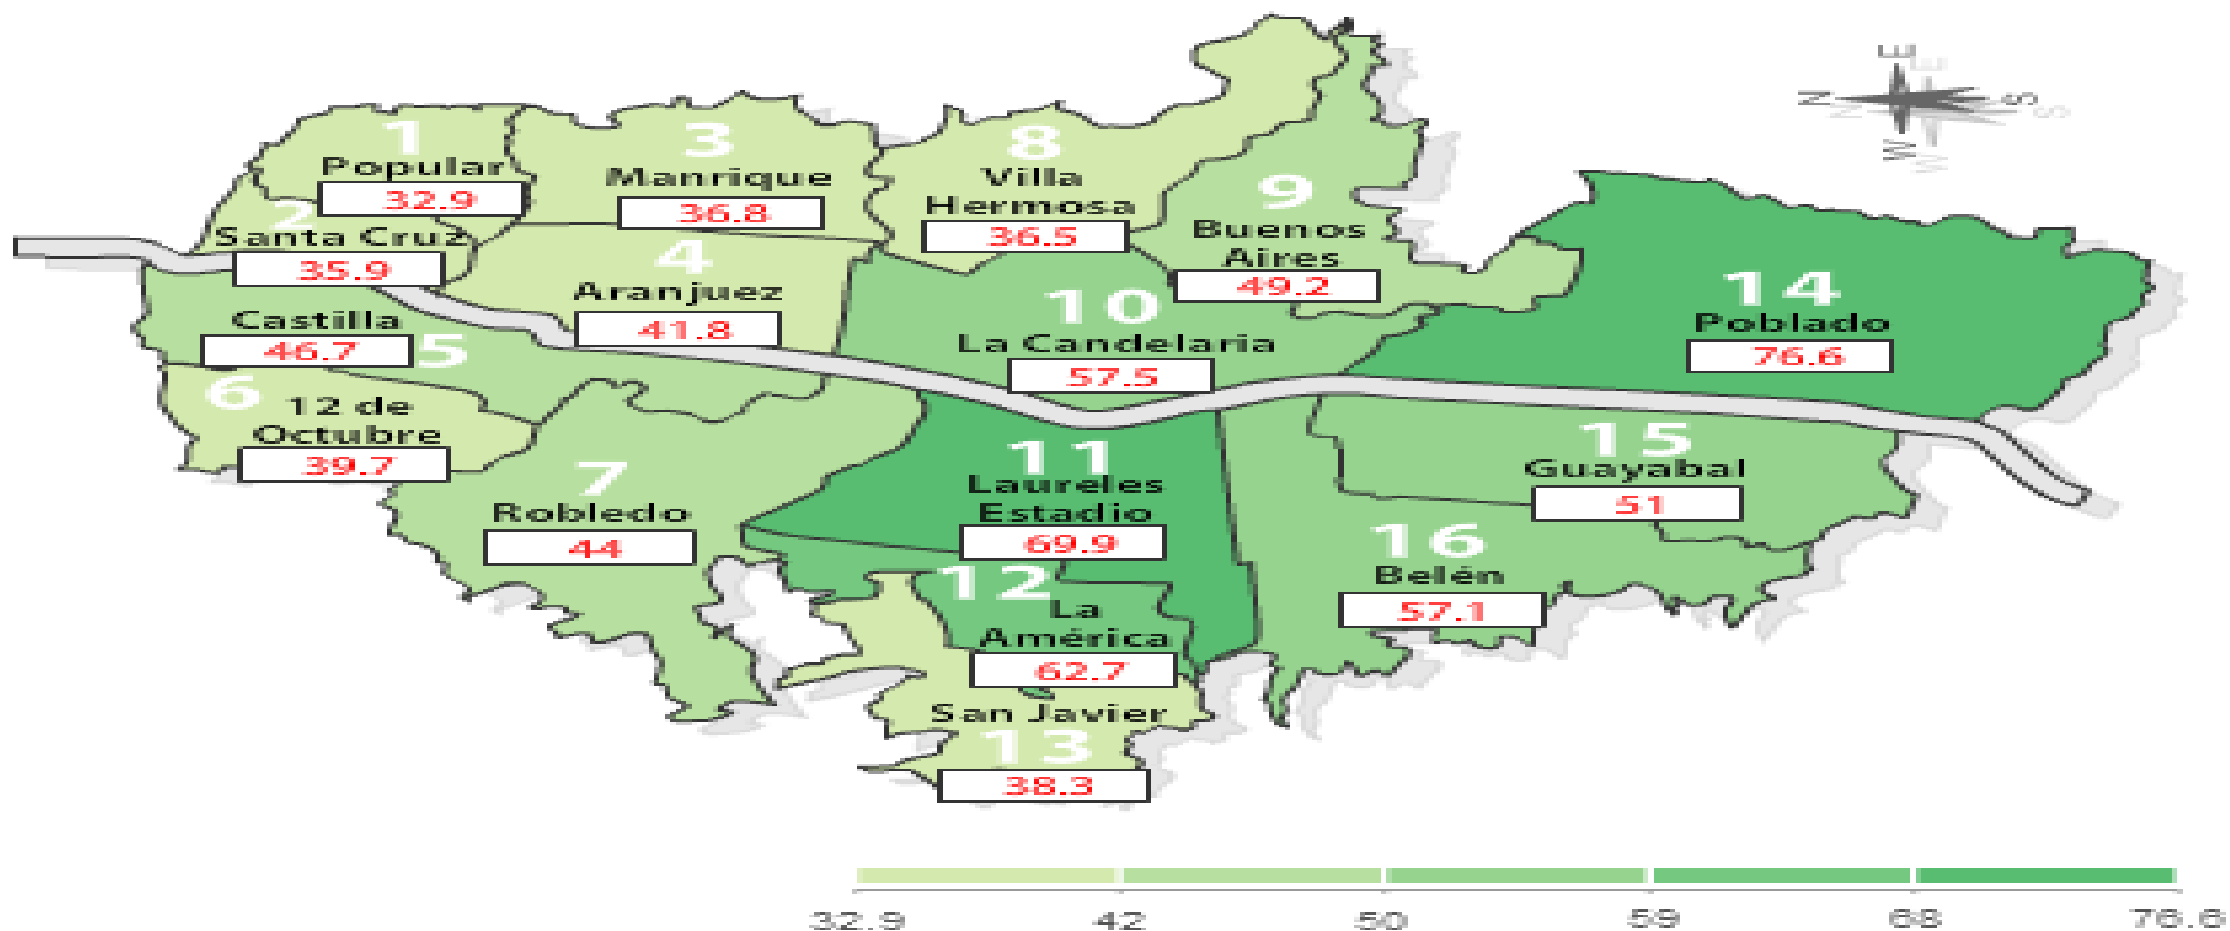 E
N
S
W
1
Popular
32.9
2
Santa Cruz
35.9
3
Manrique
36.8
4
Aranjuez
41.8
8
Villa
Hermosa
36.5
9
Buenos
Aires
49.2
10
La Candelaria
57.5
14
Poblado
76.6
Castilla
46.7
5
6
12 de
Octubre
39.7
7
Robledo
44
11
Laureles
Estadio
69.9
12
La
América
62.7
San Javier
13
38.3
15
Guayabal
51
16
Belén
57.1
32.9 42 50 59 68 76.6